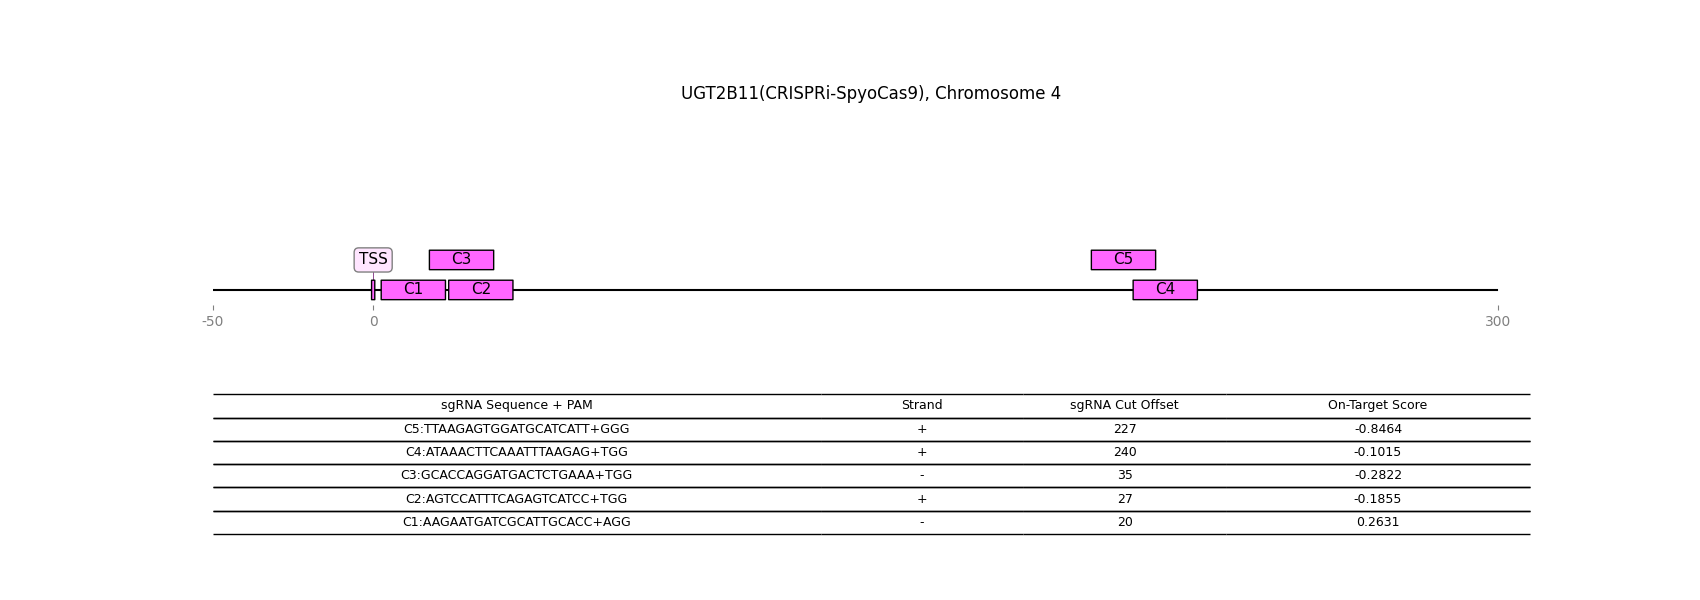 UGT2B11(CRISPRi-SpyoCas9), Chromosome 4
TSS C3 C5
C1 C2 C4
-50 0 300
sgRNA Sequence + PAM Strand sgRNA Cut Offset On-Target Score
C5:TTAAGAGTGGATGCATCATT+GGG + 227 -0.8464
C4:ATAAACTTCAAATTTAAGAG+TGG + 240 -0.1015
C3:GCACCAGGATGACTCTGAAA+TGG - 35 -0.2822
C2:AGTCCATTTCAGAGTCATCC+TGG + 27 -0.1855
C1:AAGAATGATCGCATTGCACC+AGG - 20 0.2631